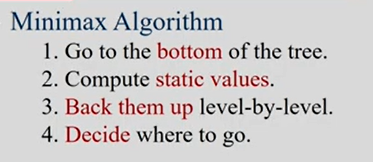 Minimax Algorithm
1. Go to the bottom of the tree.
2. Compute static values.
3. Back them up level-by-level.
4. Decide where to go.